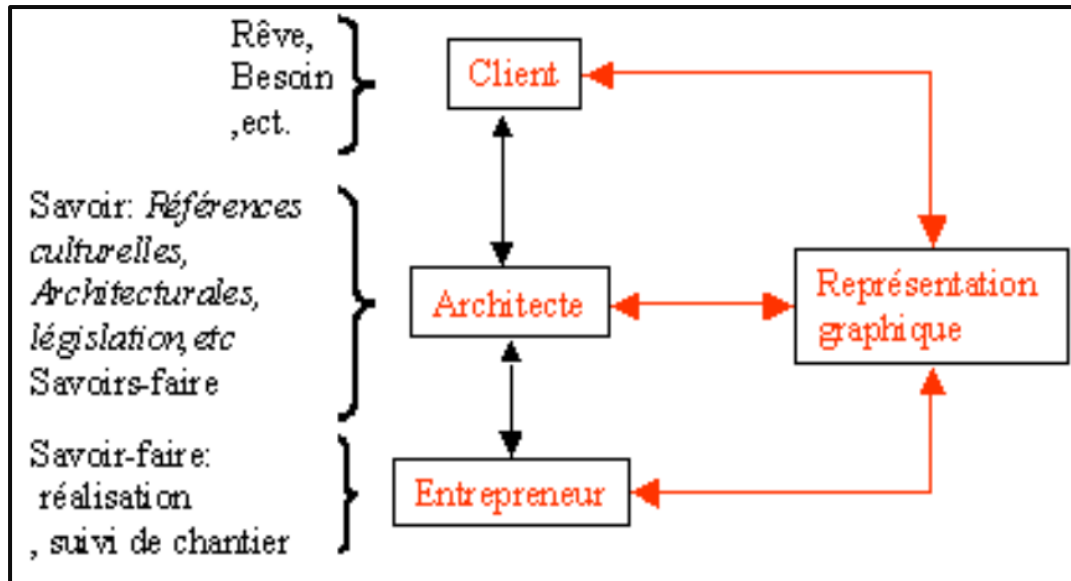 Rêve,
Besoin
,ect.
Client
Savoir: Références
culturelles,
Architecturales,
législation,etc
Savoirs-faire
Architecte
Représentation
graphique
Savoir-faire:
réalisation
, suivi de chantier
Entrepreneur